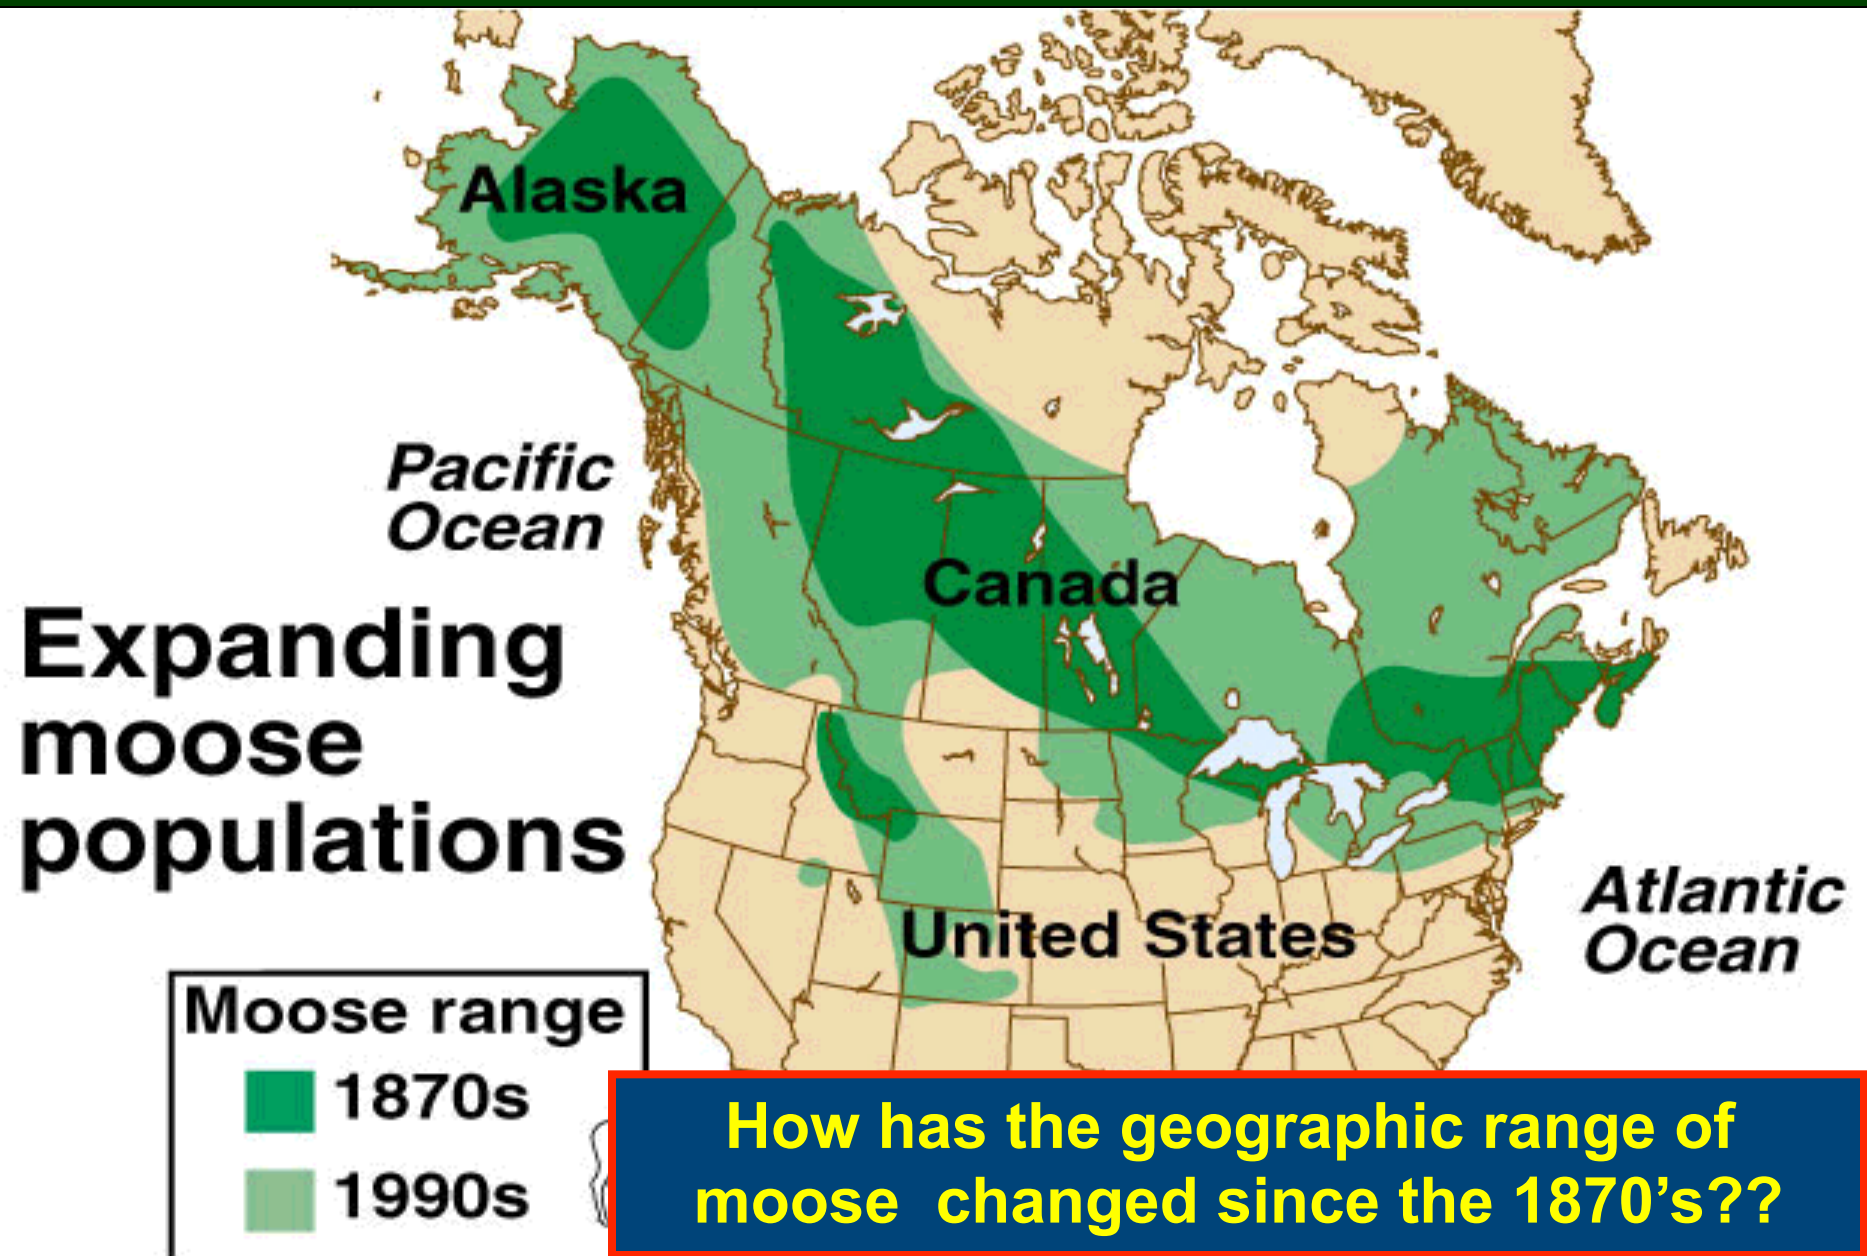 Alaska
Pacific
Ocean
Canada
Expanding
moose
populations
United States
Atlantic
Ocean
Moose range
1870s
1990s
How has the geographic range of
moose  changed since the 1870’s??